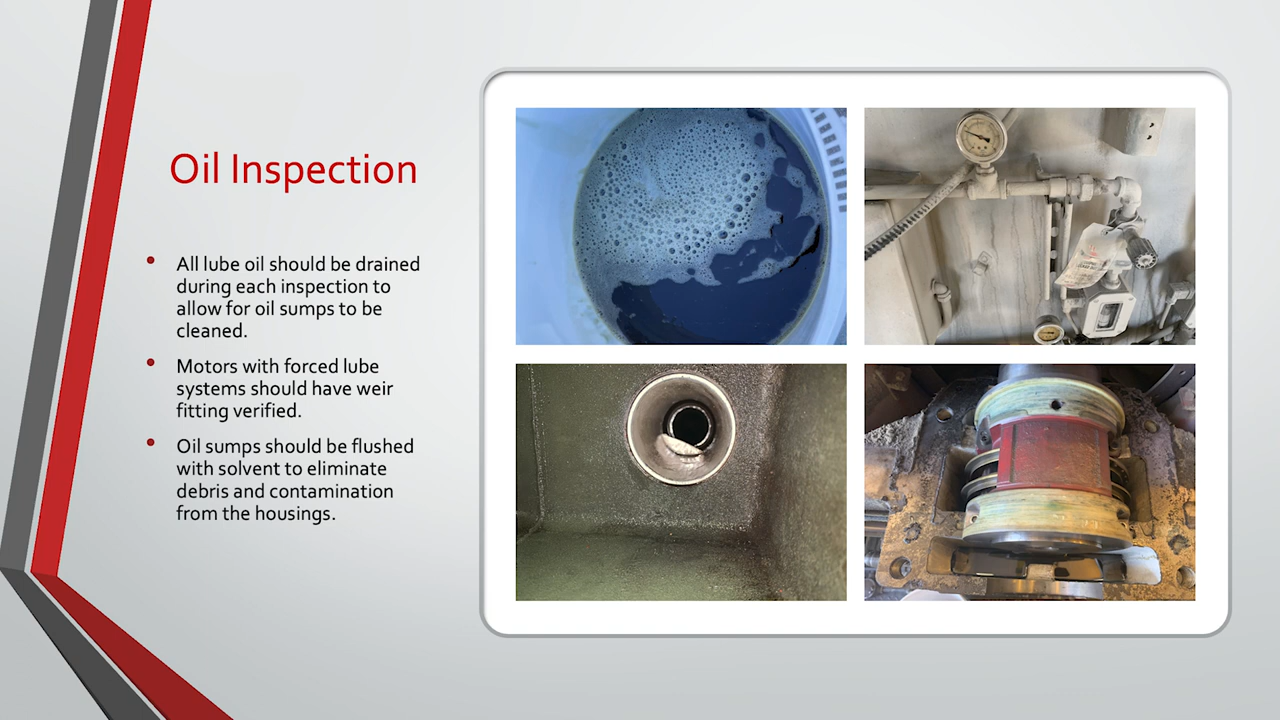 Oil Inspection
• All lube oil should be drained
during each inspection to
allow for oil sumps to be
cleaned.
• Motors with forced lube
systems should have weir
fitting verified.
• Oil sumps should be flushed
with solvent to eliminate
debris and contamination
from the housings.